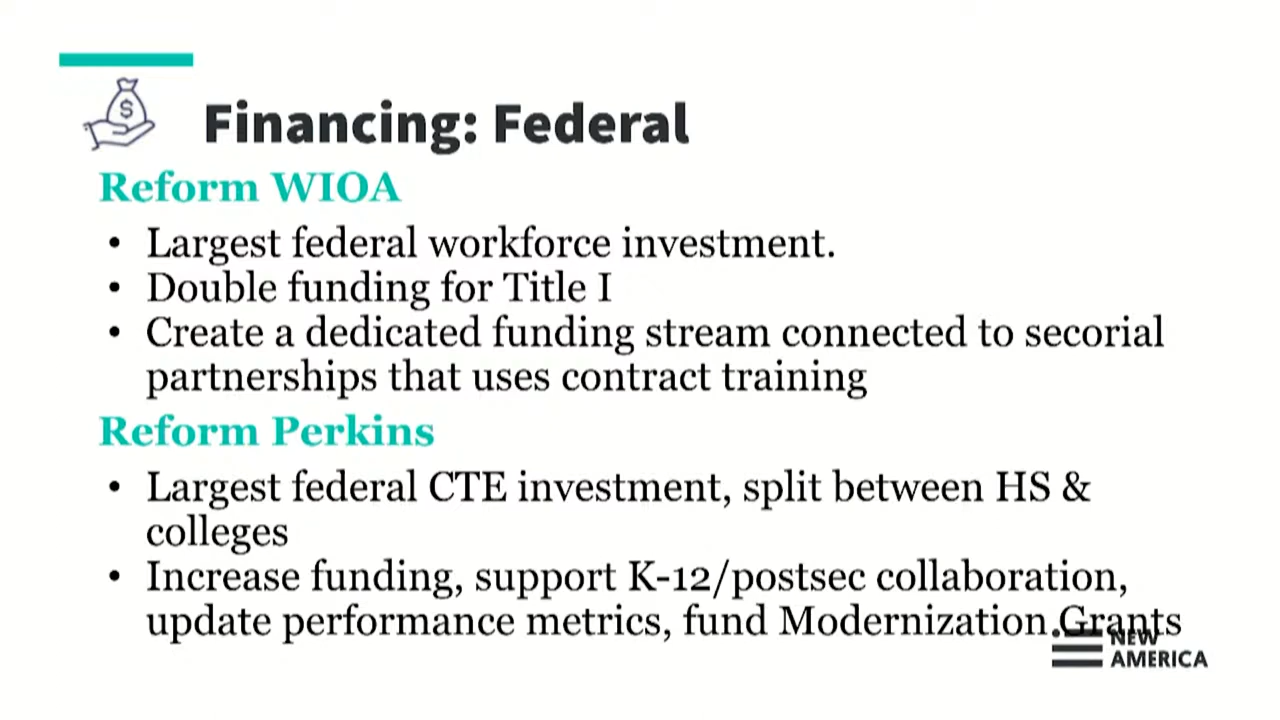 Financing: Federal
Reform WIOA
• Largest federal workforce investment.
• Double funding for Title I
• Create a dedicated funding stream connected to secorial
partnerships that uses contract training
Reform Perkins
• Largest federal CTE investment, split between HS &
colleges
• Increase funding, support K-12/postsec collaboration,
update performance metrics, fund Modernization Grants
NEW
AMERICA